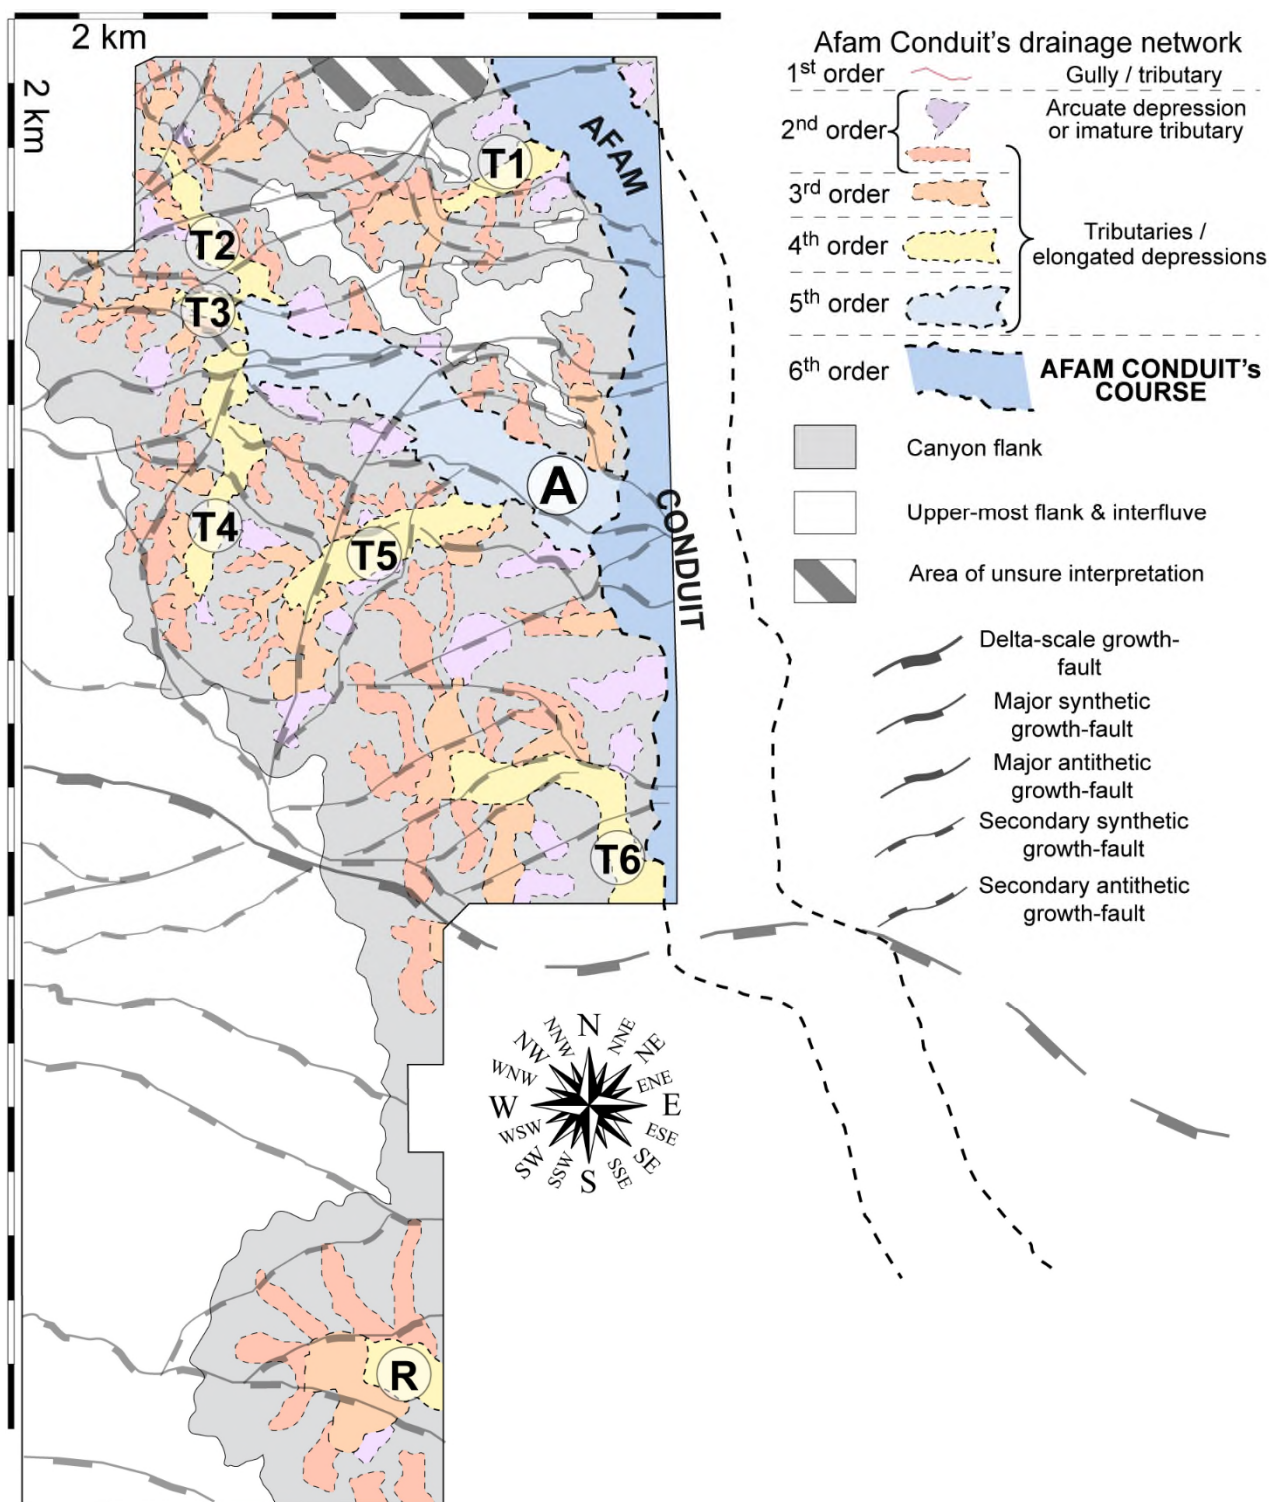 2 km
2 km
AFAM
CONDUIT
T1
T2
T3
A
T4
T5
T6
R
Afam Conduit's drainage network
1st order
Gully / tributary
2nd order
Arcuate depression
or imature tributary
3rd order
4th order
Tributaries /
elongated depressions
5th order
6th order
AFAM CONDUIT's
COURSE
Canyon flank
Upper-most flank & interfluve
Area of unsure interpretation
Delta-scale growth-
fault
Major synthetic
growth-fault
Major antithetic
growth-fault
Secondary synthetic
growth-fault
Secondary antithetic
growth-fault
N
NNE
NE
ENE
E
ESE
SE
SSE
S
SSW
SW
WSW
W
WNW
NW
NNW